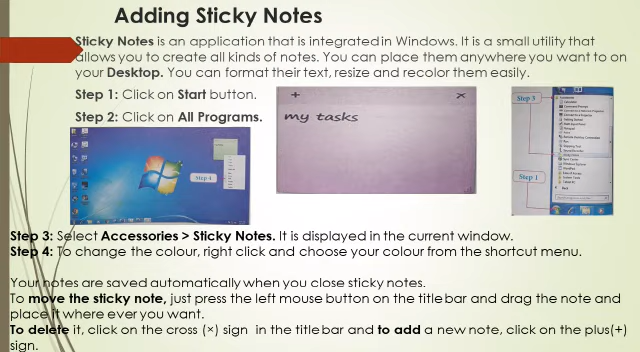 Adding Sticky Notes
Sticky Notes is an application that is integrated in Windows. It is a small utility that
allows you to create all kinds of notes. You can place them anywhere you want to on
your Desktop. You can format their text, resize and recolor them easily.
Step 1: Click on Start button.
Step 2: Click on All Programs.
+ ×
my tasks
Step 3
Step 1
Step 4
Step 3: Select Accessories > Sticky Notes. It is displayed in the current window.
Step 4: To change the colour, right click and choose your colour from the shortcut menu.
Your notes are saved automatically when you close sticky notes.
To move the sticky note, just press the left mouse button on the title bar and drag the note and
place it where ever you want.
To delete it, click on the cross (×) sign in the title bar and to add a new note, click on the plus(+)
sign.